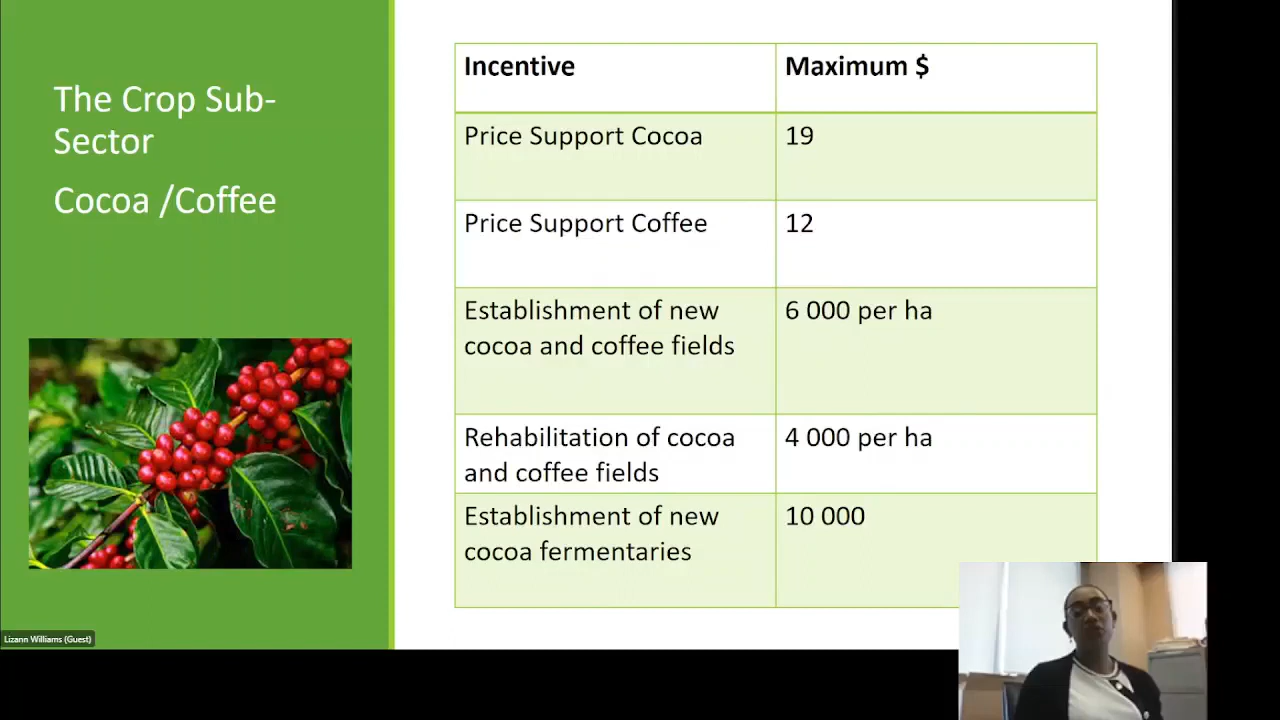 The Crop Sub-
Sector
Cocoa /Coffee
Incentive
Maximum $
Price Support Cocoa
19
Price Support Coffee
12
Establishment of new
cocoa and coffee fields
6 000 per ha
Rehabilitation of cocoa
and coffee fields
4 000 per ha
Establishment of new
cocoa fermentaries
10 000
Lizann Williams (Guest)